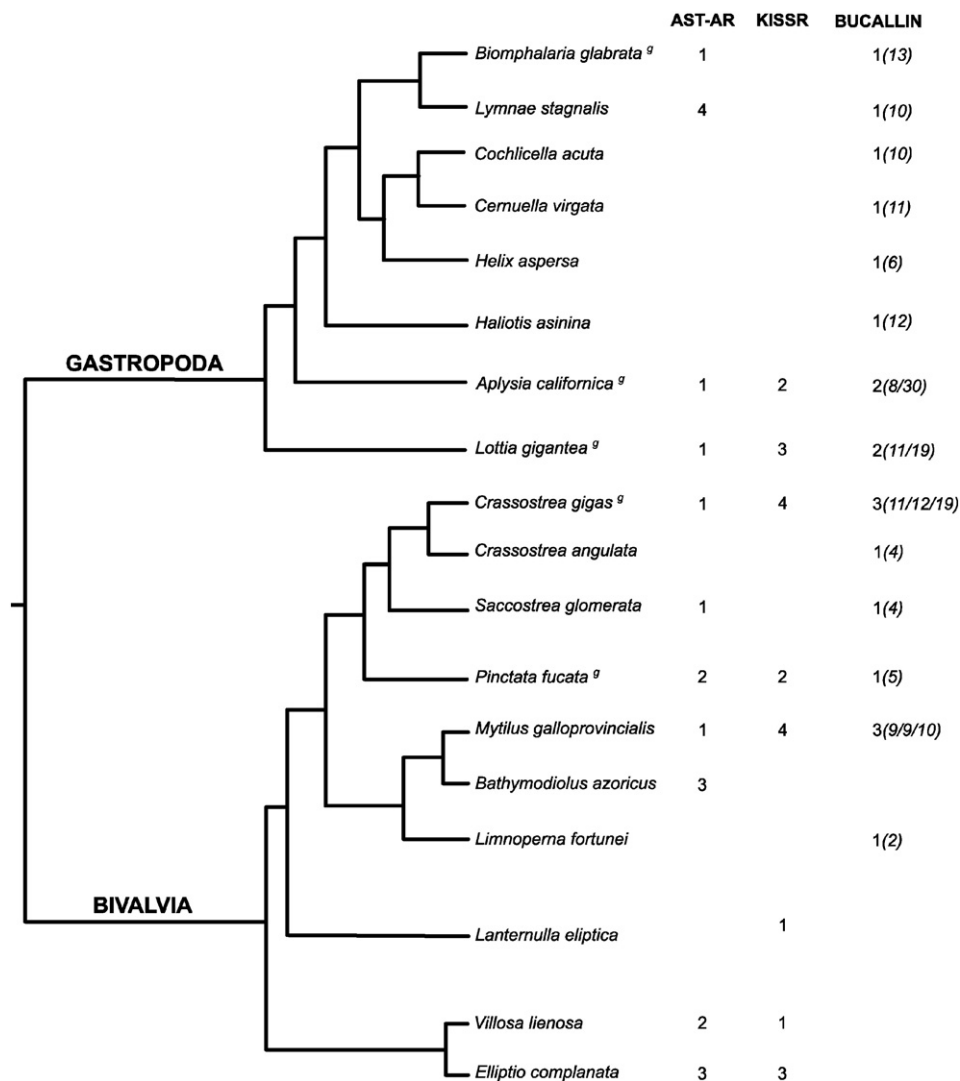 AST-AR KISSR BUCALLIN
Biomphalaria glabrata g 1 1(13)
Lymnae stagnalis 4 1(10)
Cochlicella acuta 1(10)
Cernuella virgata 1(11)
Helix aspersa 1(6)
Haliotis asinina 1(12)
GASTROPODA
Aplysia californica g 1 2 2(8/30)
Lottia gigantea g 1 3 2(11/19)
Crassostrea gigas g 1 4 3(11/12/19)
Crassostrea angulata 1(4)
Saccostrea glomerata 1 1(4)
Pinctata fucata g 2 2 1(5)
Mytilus galloprovincialis 1 4 3(9/9/10)
Bathymodiolus azoricus 3
Limnoperna fortunei 1(2)
BIVALVIA
Lanternulla eliptica 1
Villosa lienosa 2 1
Elliptio complanata 3 3